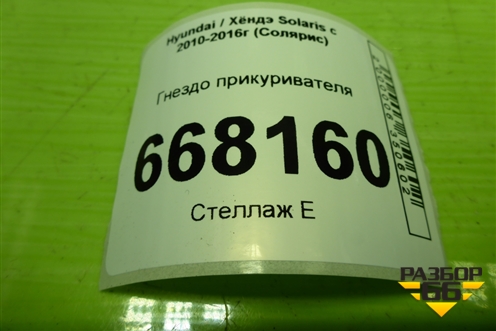 Hyundai / Хёндэ Solaris с
2010-2016г (Солярис)
Гнездо прикуривателя
668160
Стеллаж Е
РАЗБОР
66